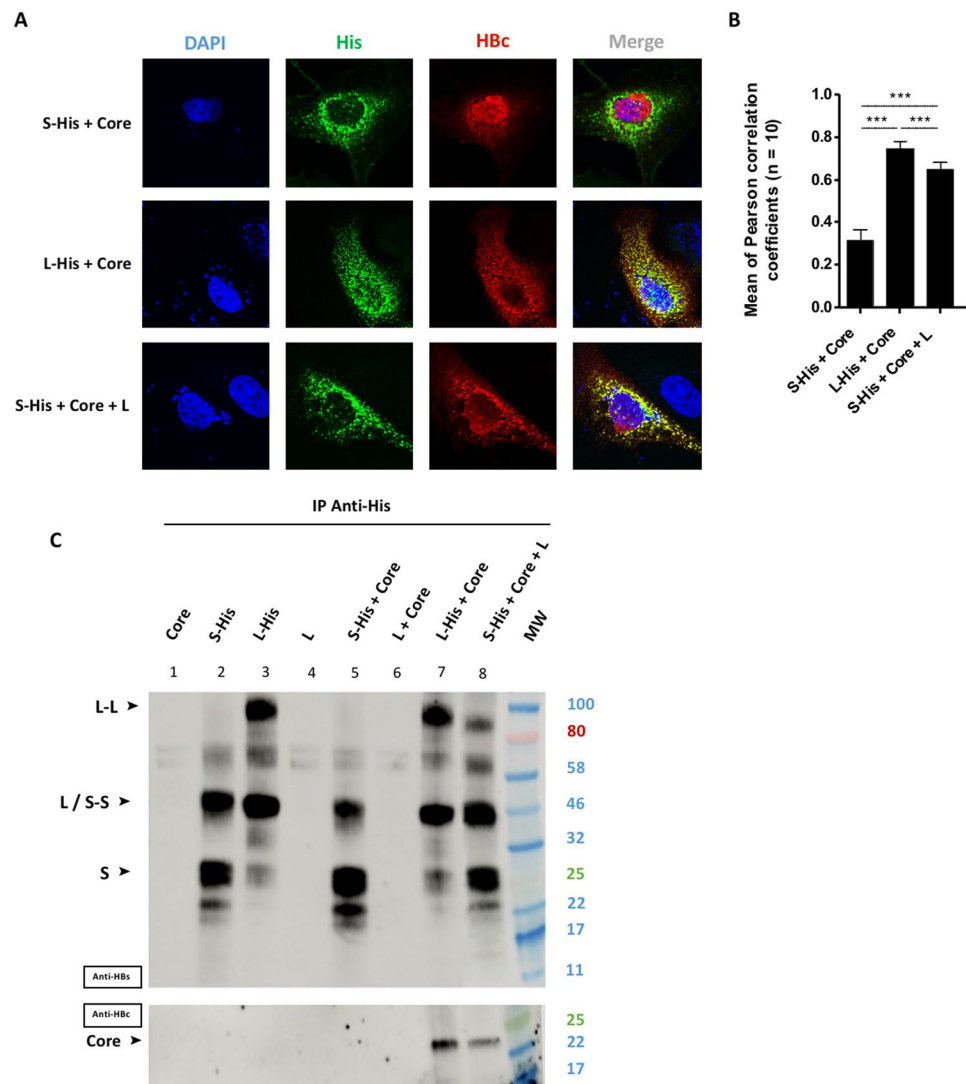 A
DAPI His HBc Merge
S-His + Core
L-His + Core
S-His + Core + L
B
Mean of Pearson correlation
coefficients (n = 10)
1.0
0.8
0.6
0.4
0.2
0.0
***
*** ***
S-His + Core
L-His + Core
S-His + Core + L
C
IP Anti-His
Core S-His L-His L S-His + Core L + Core L-His + Core S-His + Core + L MW
1 2 3 4 5 6 7 8
L-L
L / S-S
S
100
80
58
46
32
25
22
17
11
Anti-HBs
Anti-HBc
Core
25
22
17